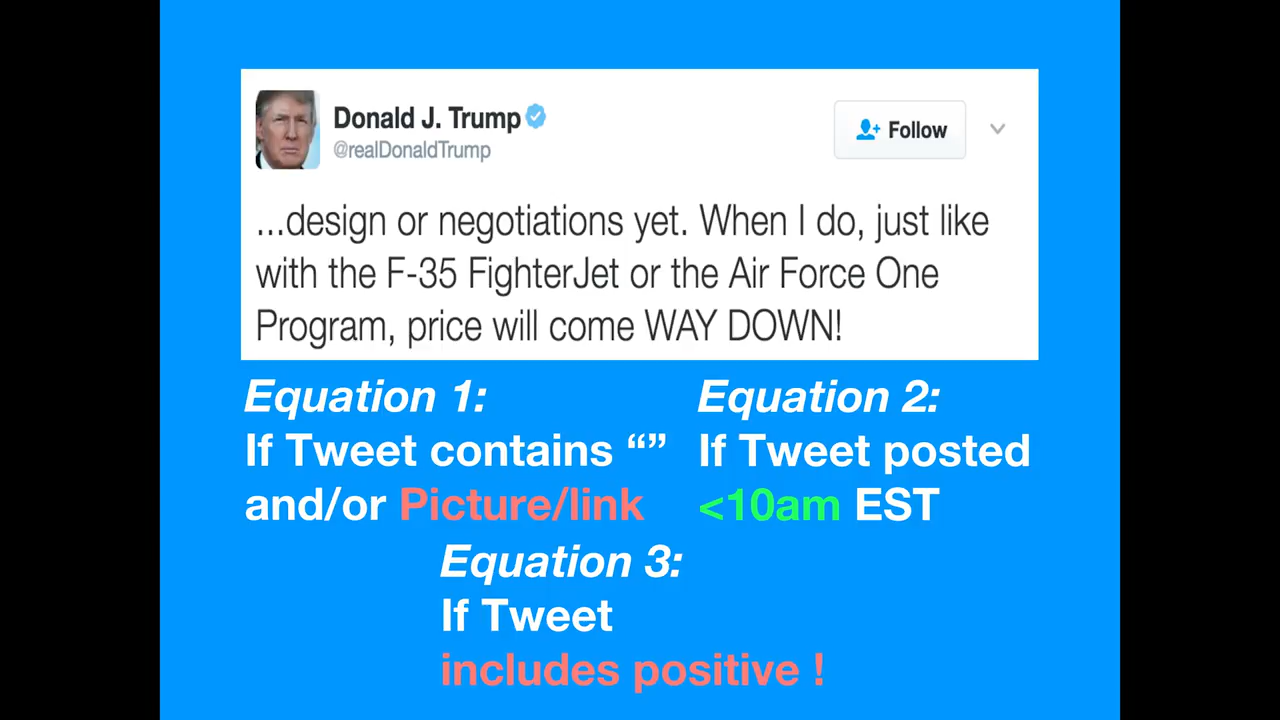 Donald J. Trump
@realDonaldTrump
Follow
...design or negotiations yet. When I do, just like
with the F-35 FighterJet or the Air Force One
Program, price will come WAY DOWN!
Equation 1:
If Tweet contains “”
and/or Picture/link
Equation 2:
If Tweet posted
<10am EST
Equation 3:
If Tweet
includes positive !